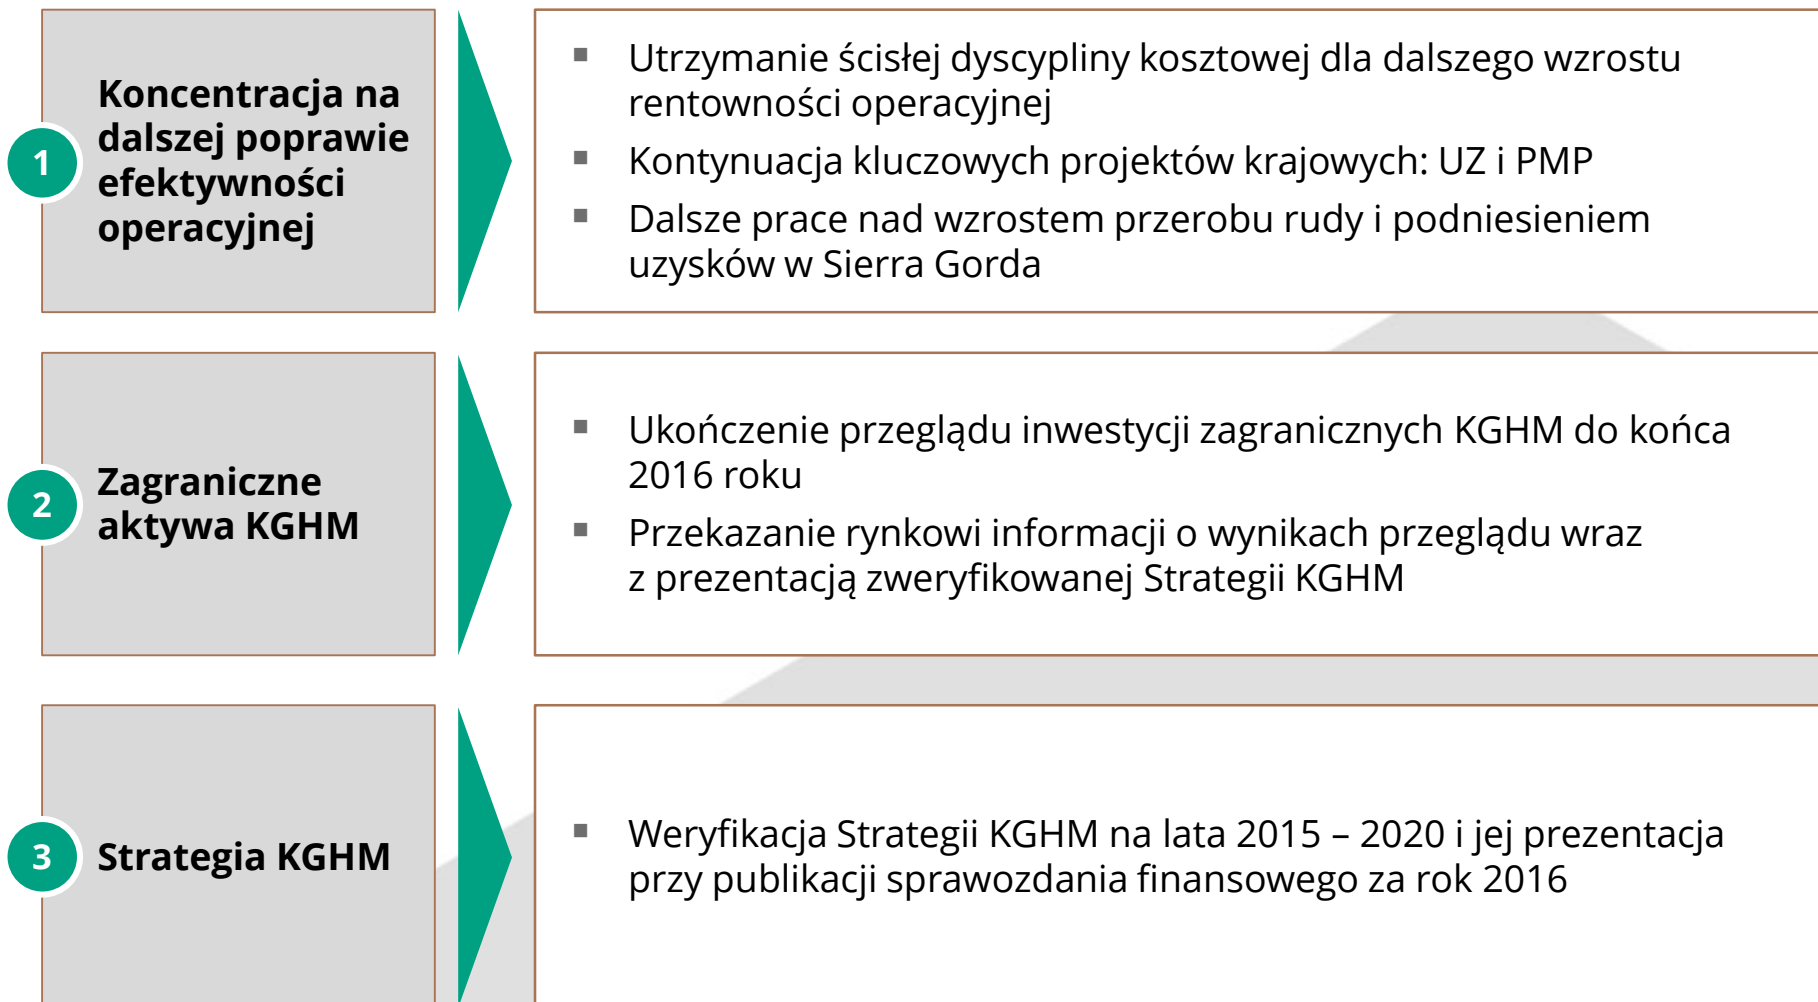 1
Koncentracja na
dalszej poprawie
efektywności
operacyjnej
▪ Utrzymanie ścisłej dyscypliny kosztowej dla dalszego wzrostu
rentowności operacyjnej
▪ Kontynuacja kluczowych projektów krajowych: UZ i PMP
▪ Dalsze prace nad wzrostem przerobu rudy i podniesieniem
uzysków w Sierra Gorda
2
Zagraniczne
aktywa KGHM
▪ Ukończenie przeglądu inwestycji zagranicznych KGHM do końca
2016 roku
▪ Przekazanie rynkowi informacji o wynikach przeglądu wraz
z prezentacją zweryfikowanej Strategii KGHM
3
Strategia KGHM
▪ Weryfikacja Strategii KGHM na lata 2015 – 2020 i jej prezentacja
przy publikacji sprawozdania finansowego za rok 2016